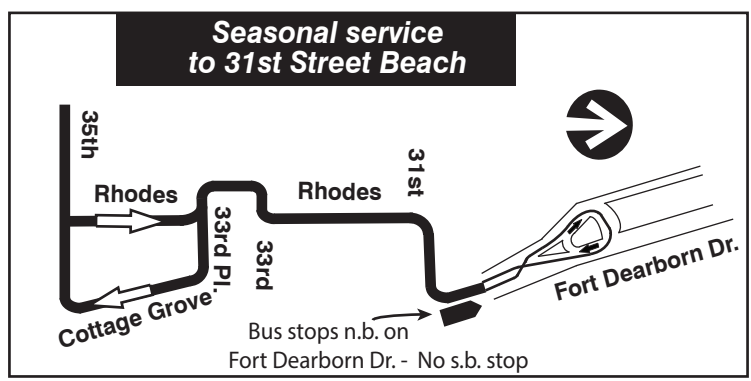 Seasonal service
to 31st Street Beach
35th
Rhodes
33rd Pl.
33rd
Rhodes
31st
Cottage Grove.
Fort Dearborn Dr.
Bus stops n.b. on
Fort Dearborn Dr. - No s.b. stop